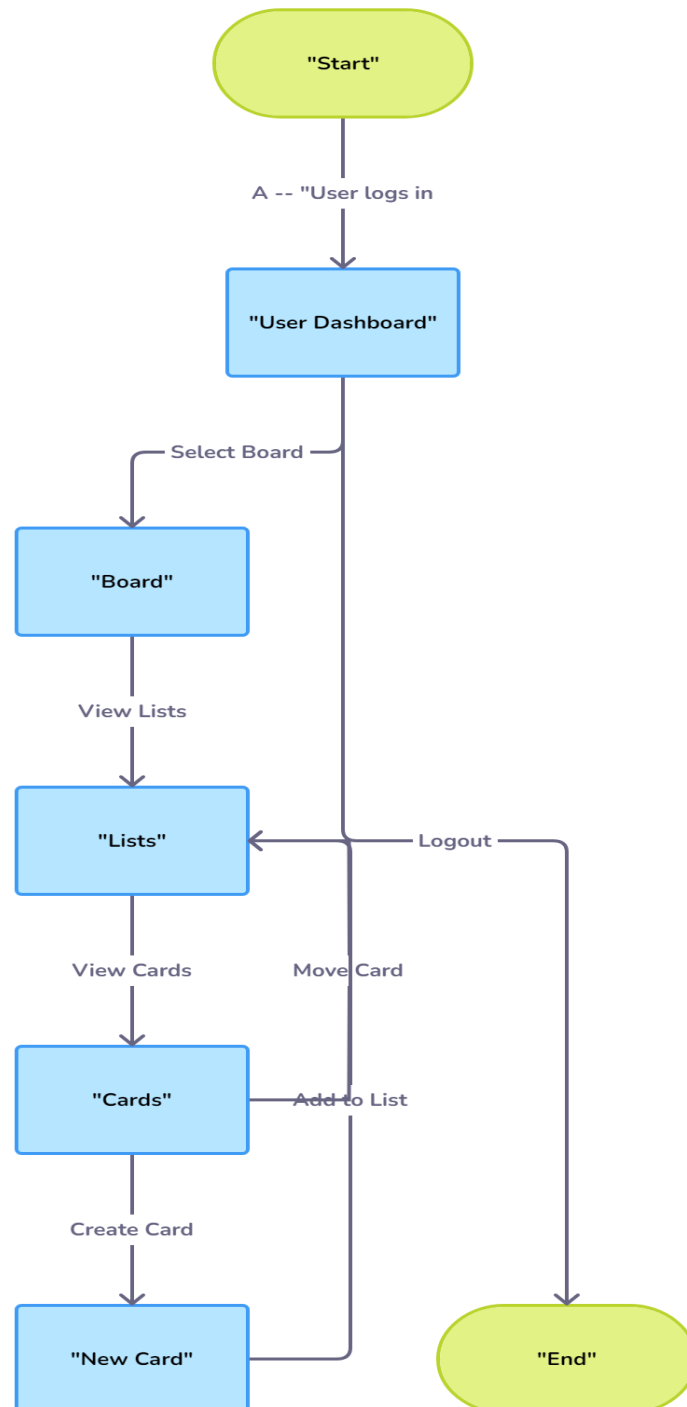 "Start"
A -- "User logs in
"User Dashboard"
Select Board
"Board"
View Lists
"Lists"
Logout
View Cards
Move Card
"Cards"
Add to List
Create Card
"New Card"
"End"